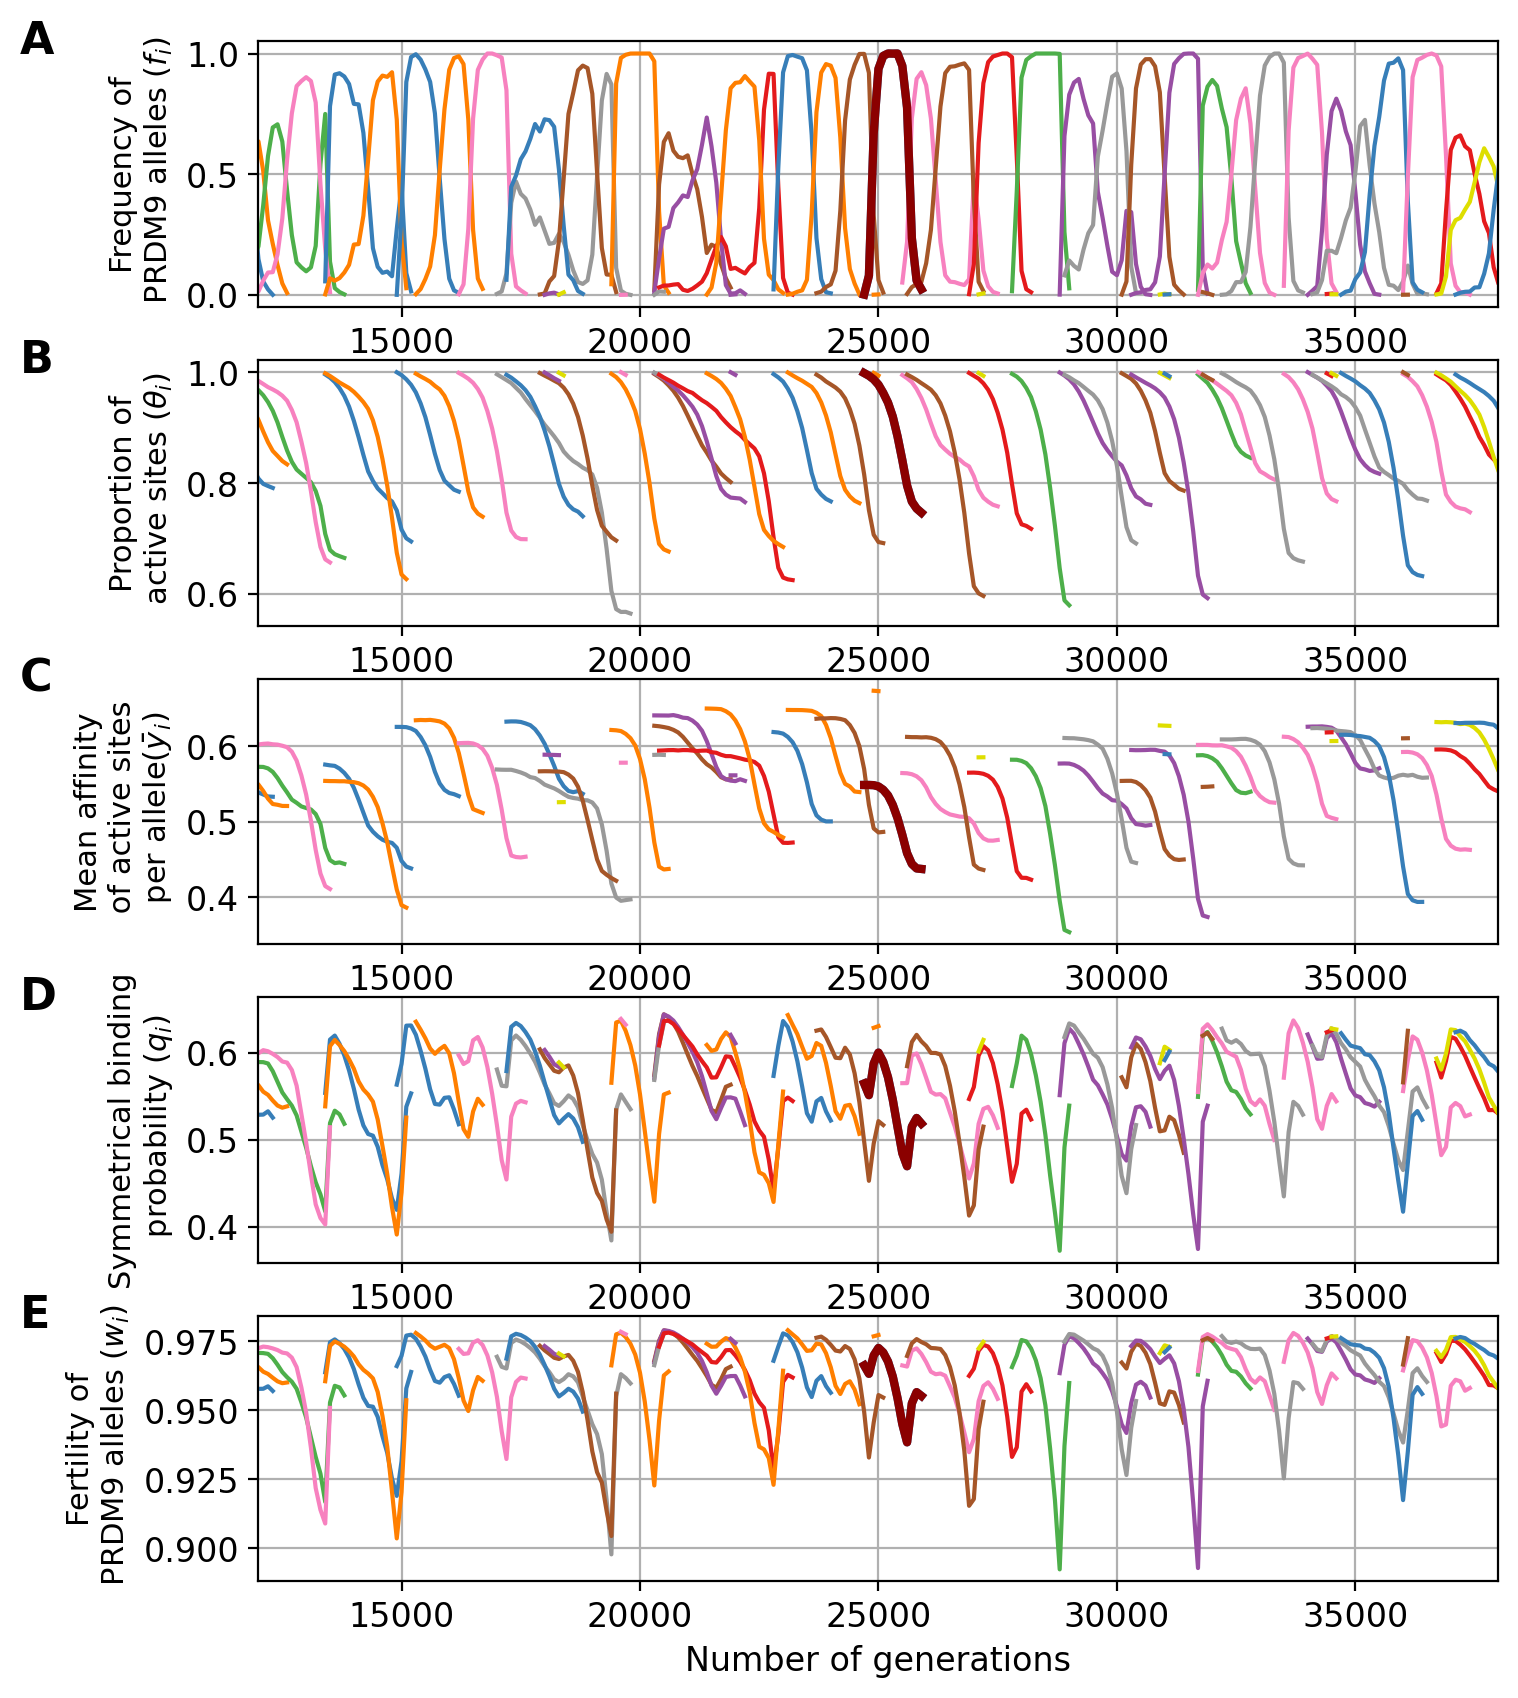 A
Frequency of
PRDM9 alleles (fi)
1.0
0.5
0.0
15000 20000 25000 30000 35000
B
Proportion of
active sites (θi)
1.0
0.8
0.6
15000 20000 25000 30000 35000
C
Mean affinity
of active sites
per allele(ȳi)
0.6
0.5
0.4
15000 20000 25000 30000 35000
D
Symmetrical binding
probability (qi)
0.6
0.5
0.4
15000 20000 25000 30000 35000
E
Fertility of
PRDM9 alleles (wi)
0.975
0.950
0.925
0.900
15000 20000 25000 30000 35000
Number of generations